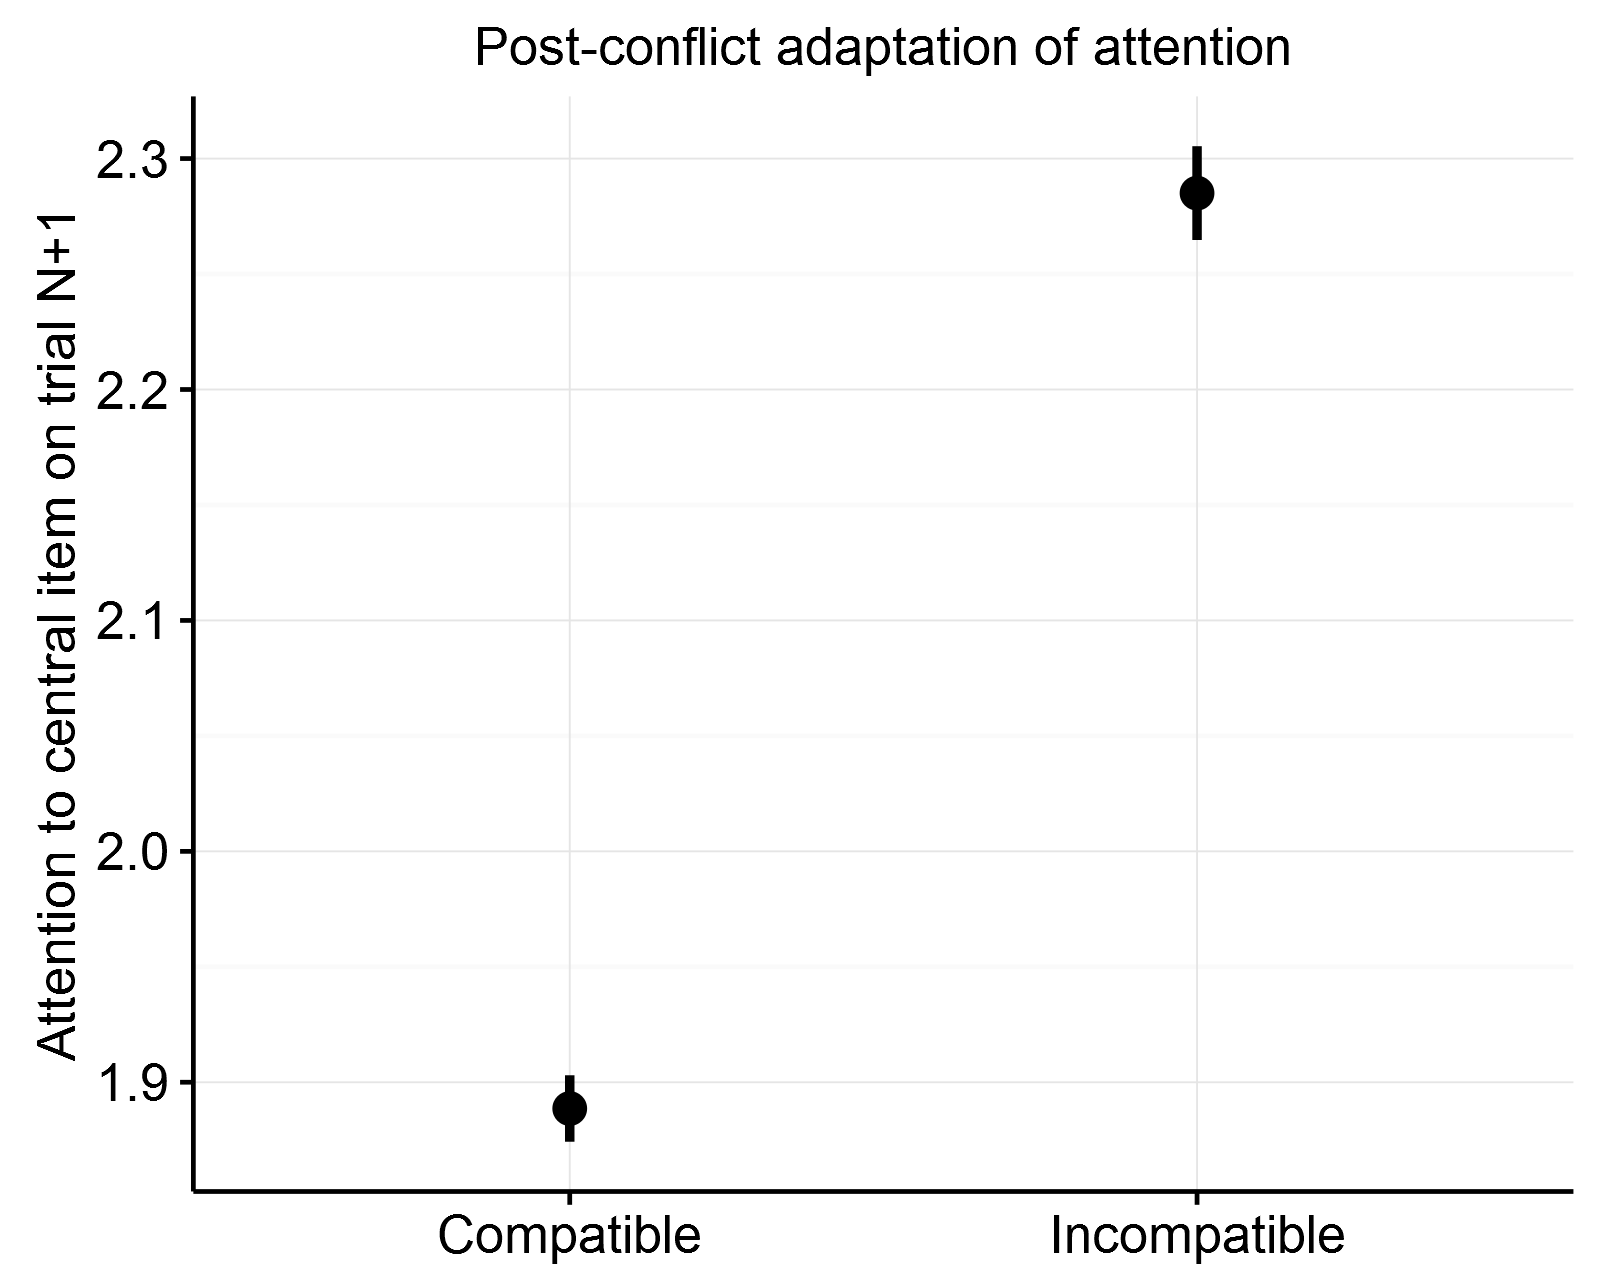 Post-conflict adaptation of attention
Attention to central item on trial N+1
2.3
2.2
2.1
2.0
1.9
Compatible
Incompatible